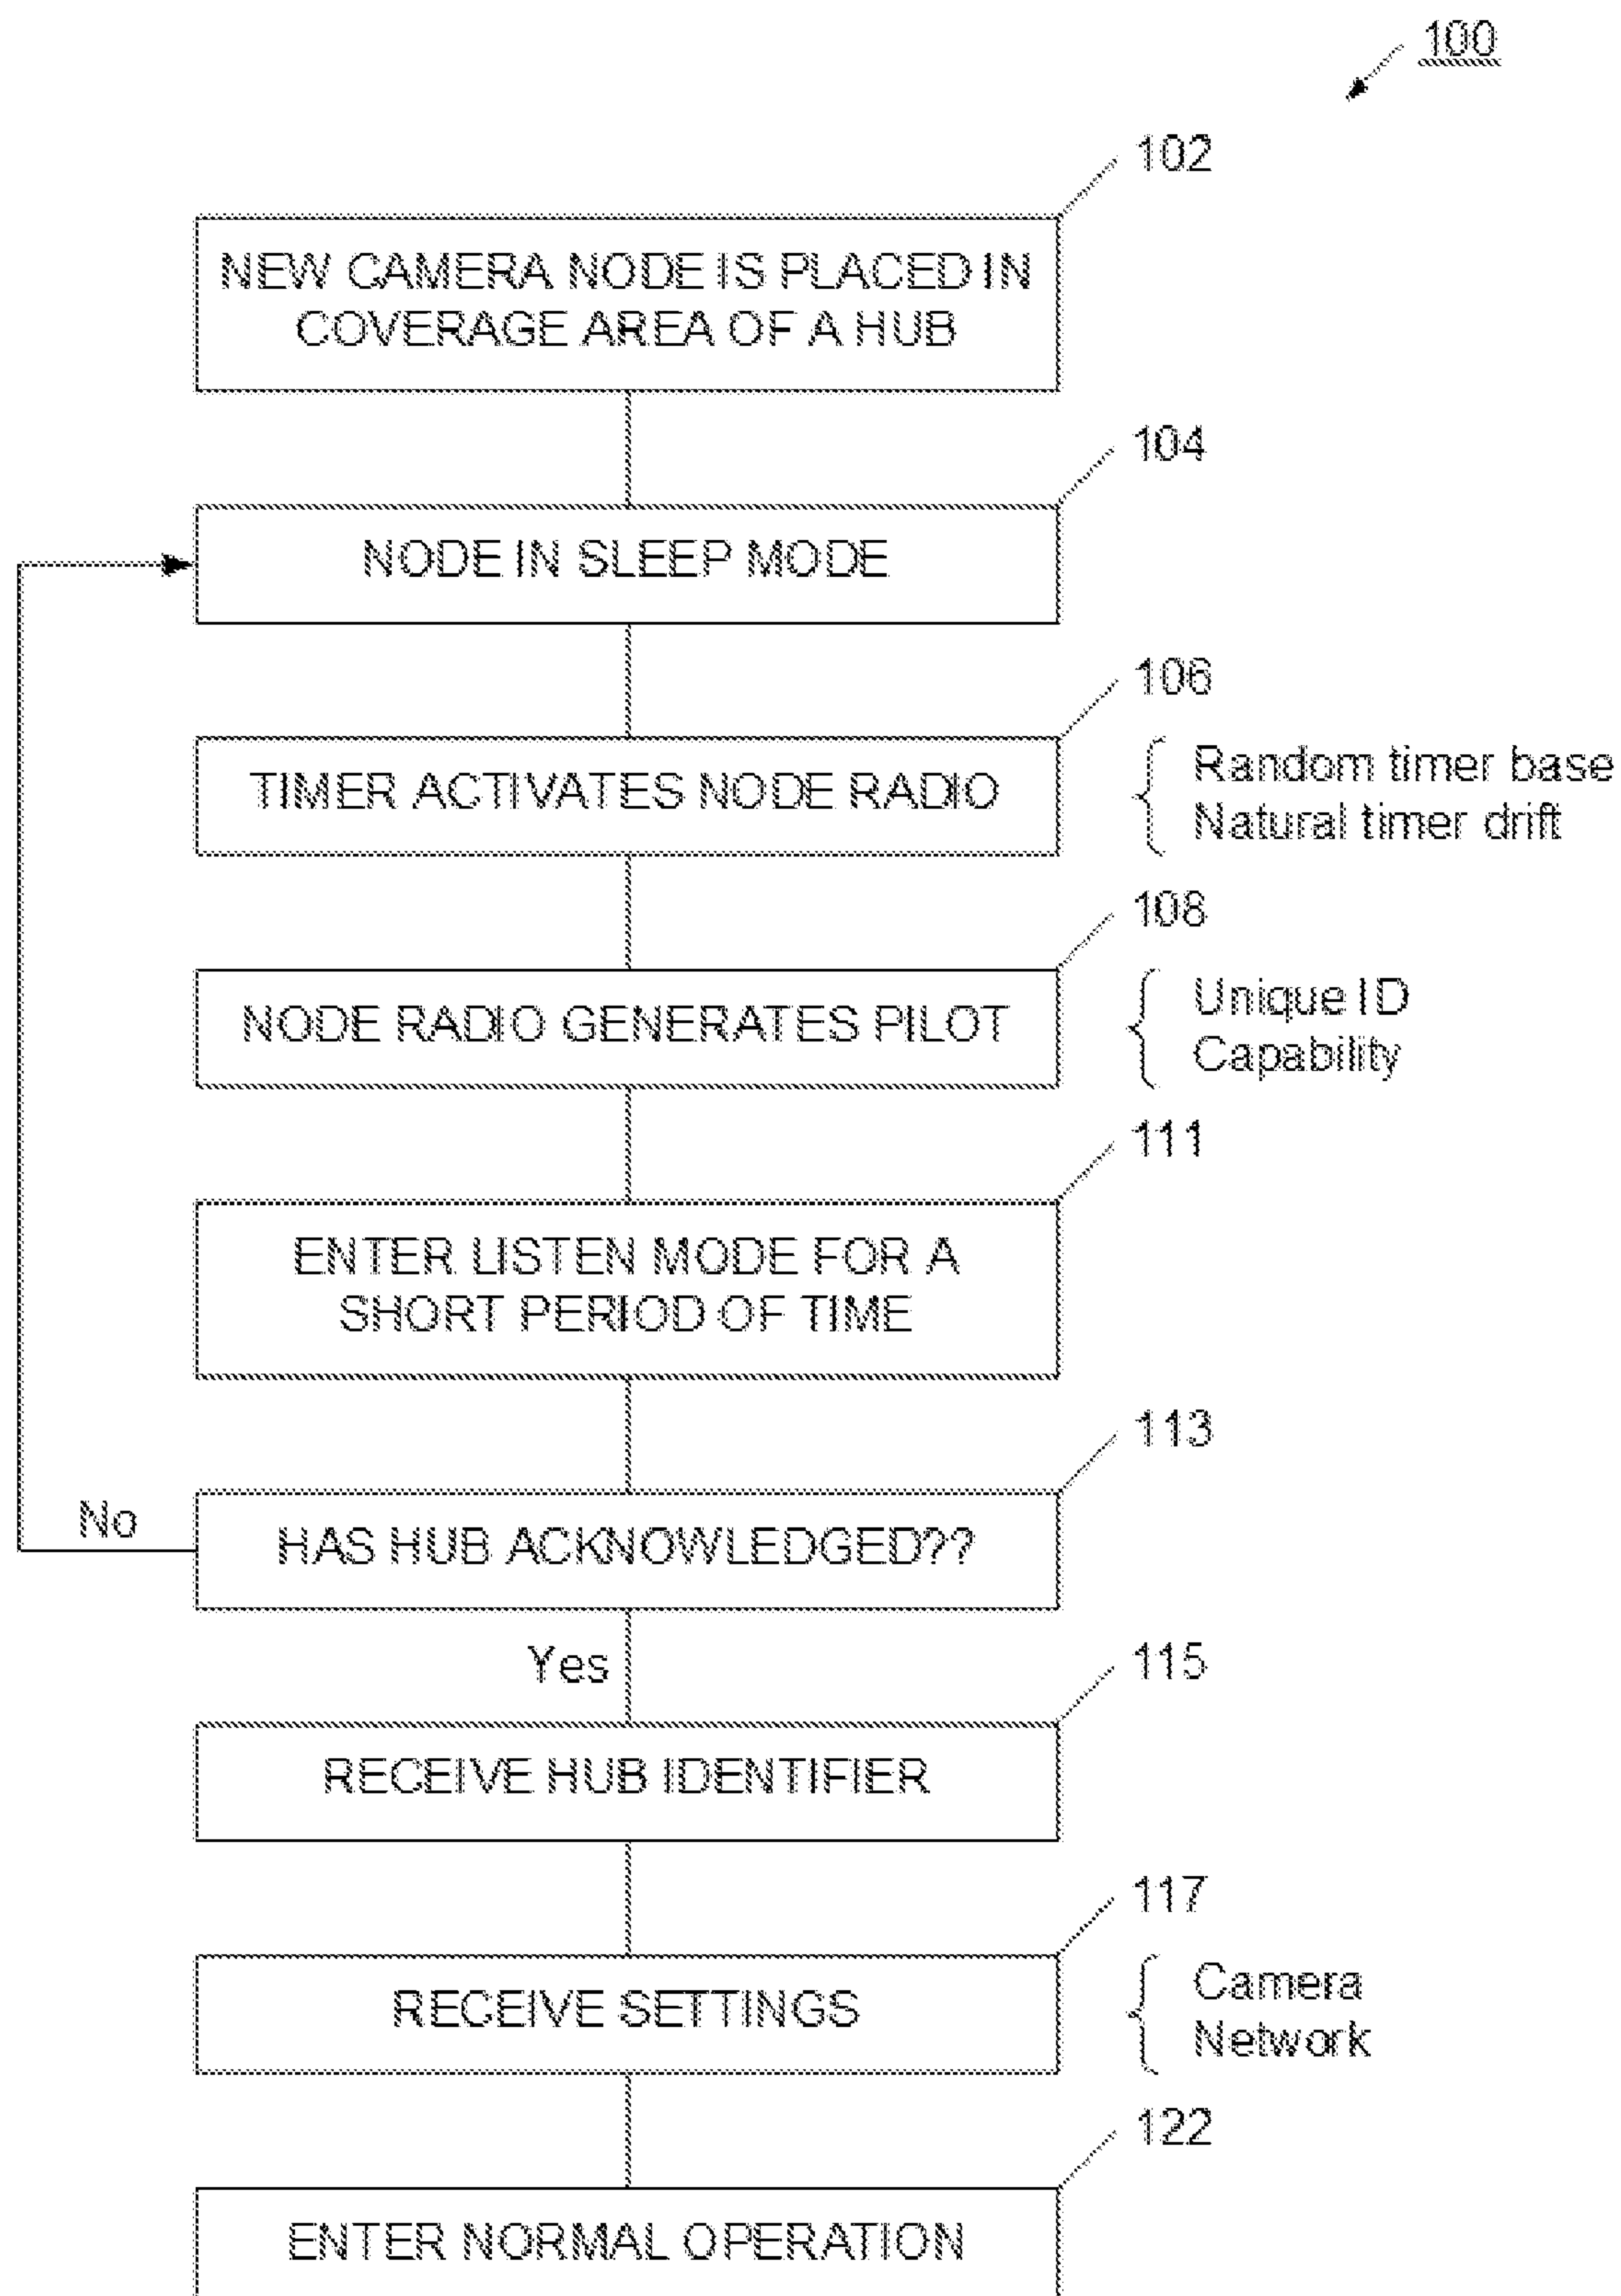 100
102
NEW CAMERA NODE IS PLACED IN
COVERAGE AREA OF A HUB
104
NODE IN SLEEP MODE
106
TIMER ACTIVATES NODE RADIO
Random timer base
Natural timer drift
108
NODE RADIO GENERATES PILOT
Unique ID
Capability
111
ENTER LISTEN MODE FOR A
SHORT PERIOD OF TIME
113
HAS HUB ACKNOWLEDGED??
No
Yes
115
RECEIVE HUB IDENTIFIER
117
RECEIVE SETTINGS
Camera
Network
122
ENTER NORMAL OPERATION